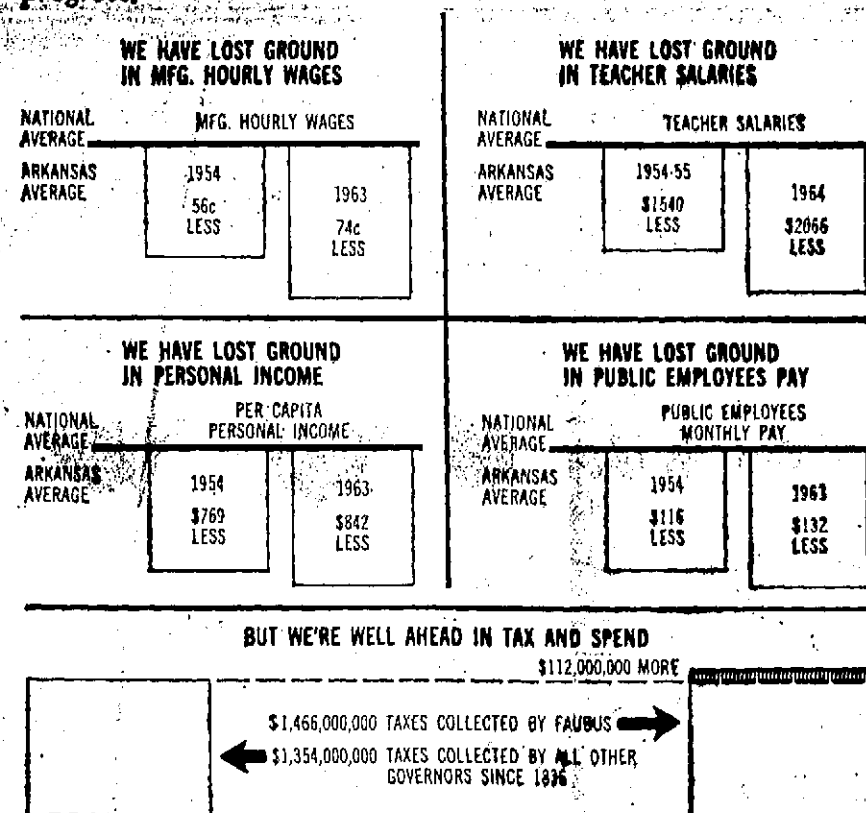 WE HAVE LOST GROUND
IN MFG. HOURLY WAGES
NATIONAL
AVERAGE
MFG. HOURLY WAGES
ARKANSAS
AVERAGE
1954
56c
LESS
1963
74c
LESS
WE HAVE LOST GROUND
IN TEACHER SALARIES
NATIONAL
AVERAGE
TEACHER SALARIES
ARKANSAS
AVERAGE
1954-55
$1540
LESS
1964
$2066
LESS
WE HAVE LOST GROUND
IN PERSONAL INCOME
NATIONAL
AVERAGE
PER CAPITA
PERSONAL INCOME
ARKANSAS
AVERAGE
1954
$769
LESS
1963
$842
LESS
WE HAVE LOST GROUND
IN PUBLIC EMPLOYEES PAY
NATIONAL
AVERAGE
PUBLIC EMPLOYEES
MONTHLY PAY
ARKANSAS
AVERAGE
1954
$116
LESS
1963
$132
LESS
BUT WE'RE WELL AHEAD IN TAX AND SPEND
$112,000,000 MORE
$1,466,000,000 TAXES COLLECTED BY FAUBUS
$1,354,000,000 TAXES COLLECTED BY ALL OTHER
GOVERNORS SINCE 1836